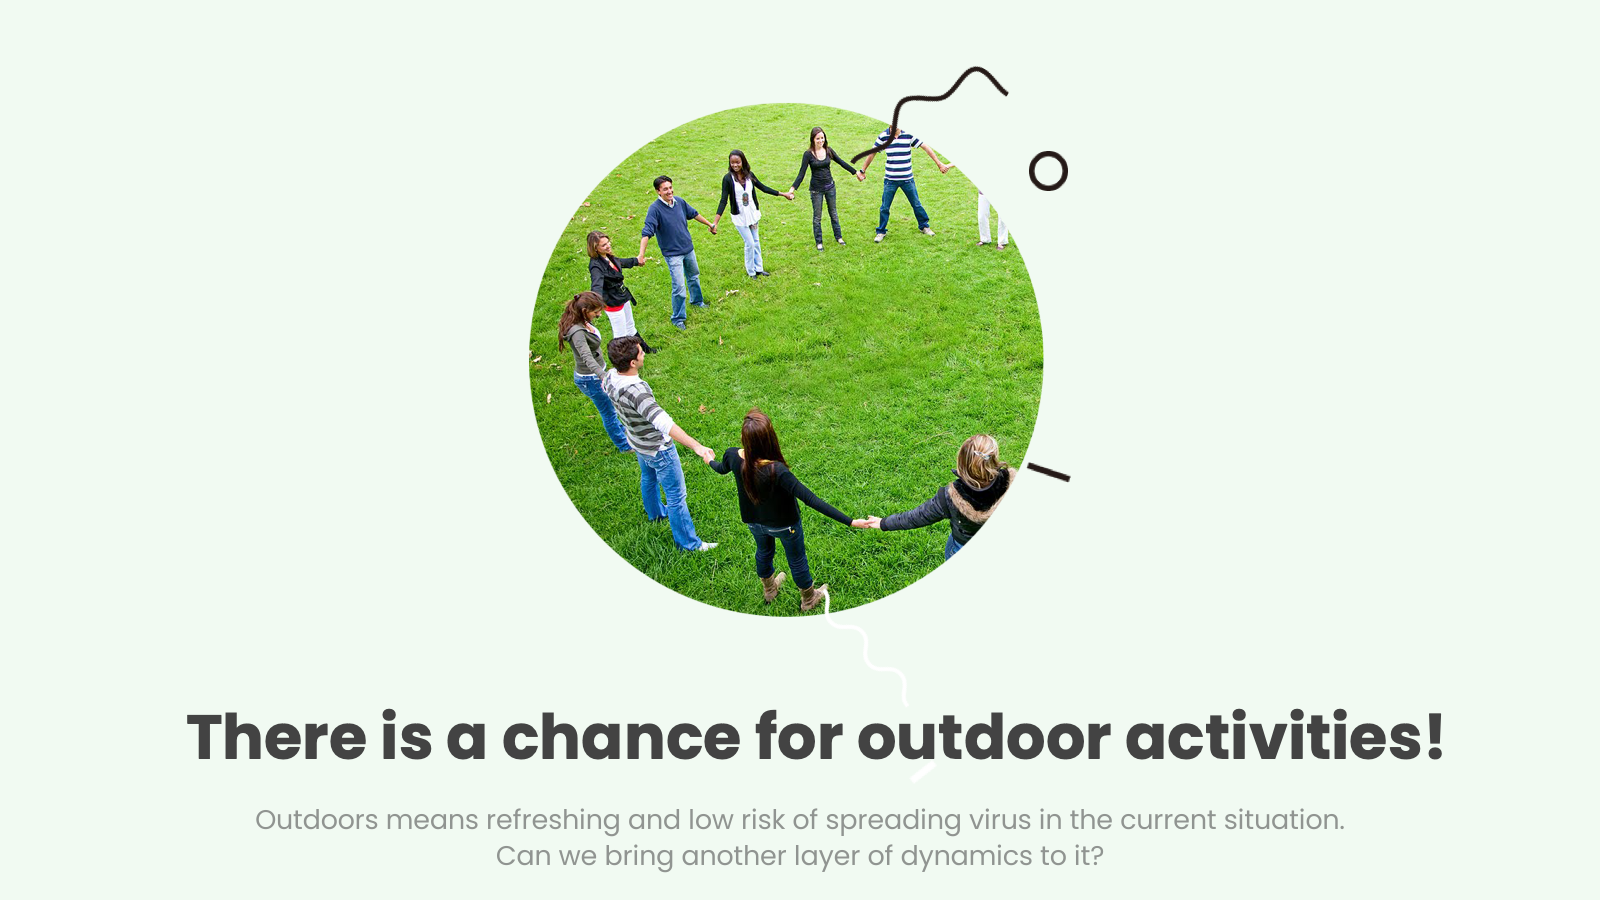 There is a chance for outdoor activities!
Outdoors means refreshing and low risk of spreading virus in the current situation.
Can we bring another layer of dynamics to it?